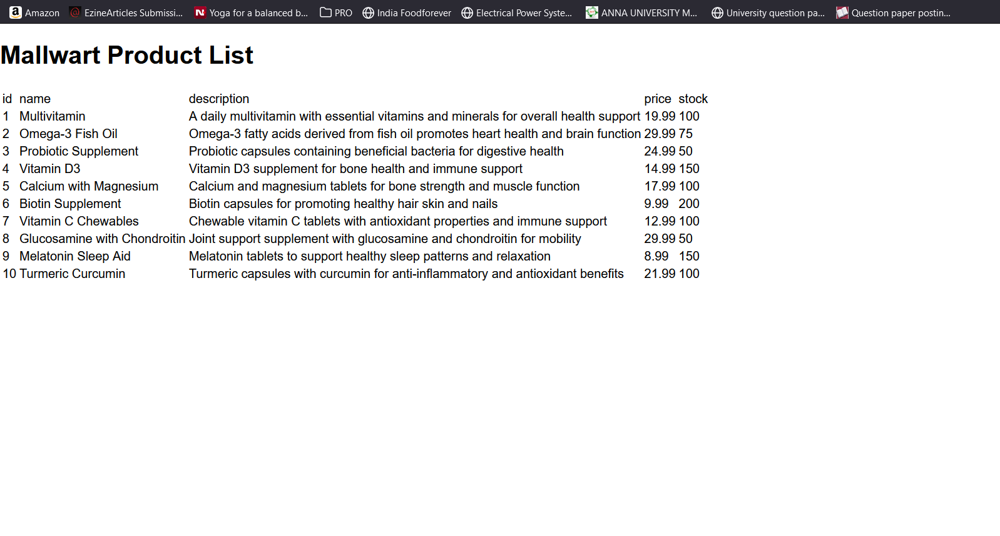 Amazon EzineArticles Submissi... Yoga for a balanced b... PRO India Foodforever Electrical Power Syste... ANNA UNIVERSITY M... University question pa... Question paper postin...
Mallwart Product List
id name description price stock
1 Multivitamin A daily multivitamin with essential vitamins and minerals for overall health support 19.99 100
2 Omega-3 Fish Oil Omega-3 fatty acids derived from fish oil promotes heart health and brain function 29.99 75
3 Probiotic Supplement Probiotic capsules containing beneficial bacteria for digestive health 24.99 50
4 Vitamin D3 Vitamin D3 supplement for bone health and immune support 14.99 150
5 Calcium with Magnesium Calcium and magnesium tablets for bone strength and muscle function 17.99 100
6 Biotin Supplement Biotin capsules for promoting healthy hair skin and nails 9.99 200
7 Vitamin C Chewables Chewable vitamin C tablets with antioxidant properties and immune support 12.99 100
8 Glucosamine with Chondroitin Joint support supplement with glucosamine and chondroitin for mobility 29.99 50
9 Melatonin Sleep Aid Melatonin tablets to support healthy sleep patterns and relaxation 8.99 150
10 Turmeric Curcumin Turmeric capsules with curcumin for anti-inflammatory and antioxidant benefits 21.99 100